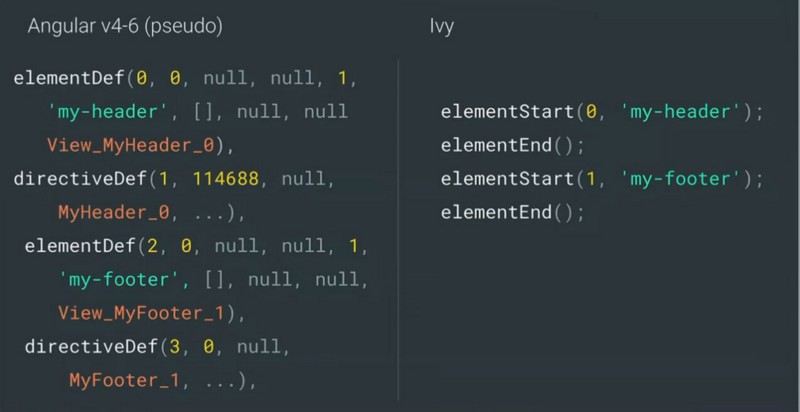 Angular v4-6 (pseudo)
elementDef(0, 0, null, null, 1,
'my-header', [], null, null
View_MyHeader_0),
directiveDef(1, 114688, null,
MyHeader_0, ...),
elementDef(2, 0, null, null, 1,
'my-footer', [], null, null,
View_MyFooter_1),
directiveDef(3, 0, null,
MyFooter_1, ...),
Ivy
elementStart(0, 'my-header');
elementEnd();
elementStart(1, 'my-footer');
elementEnd();